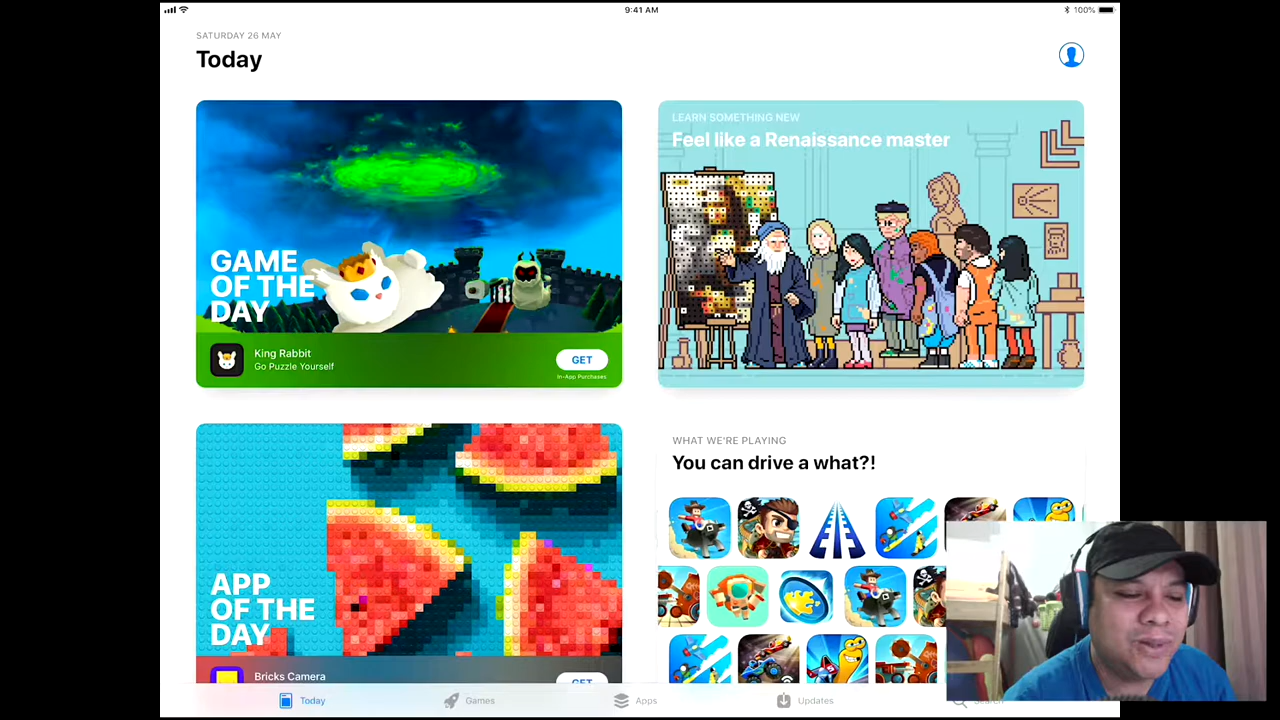 9:41 AM
100%
SATURDAY 26 MAY
Today
GAME
OF THE
DAY
King Rabbit
Go Puzzle Yourself
GET
In-App Purchases
LEARN SOMETHING NEW
Feel like a Renaissance master
APP
OF THE
DAY
Bricks Camera
GET
WHAT WE'RE PLAYING
You can drive a what?!
Today
Games
Apps
Updates
Search